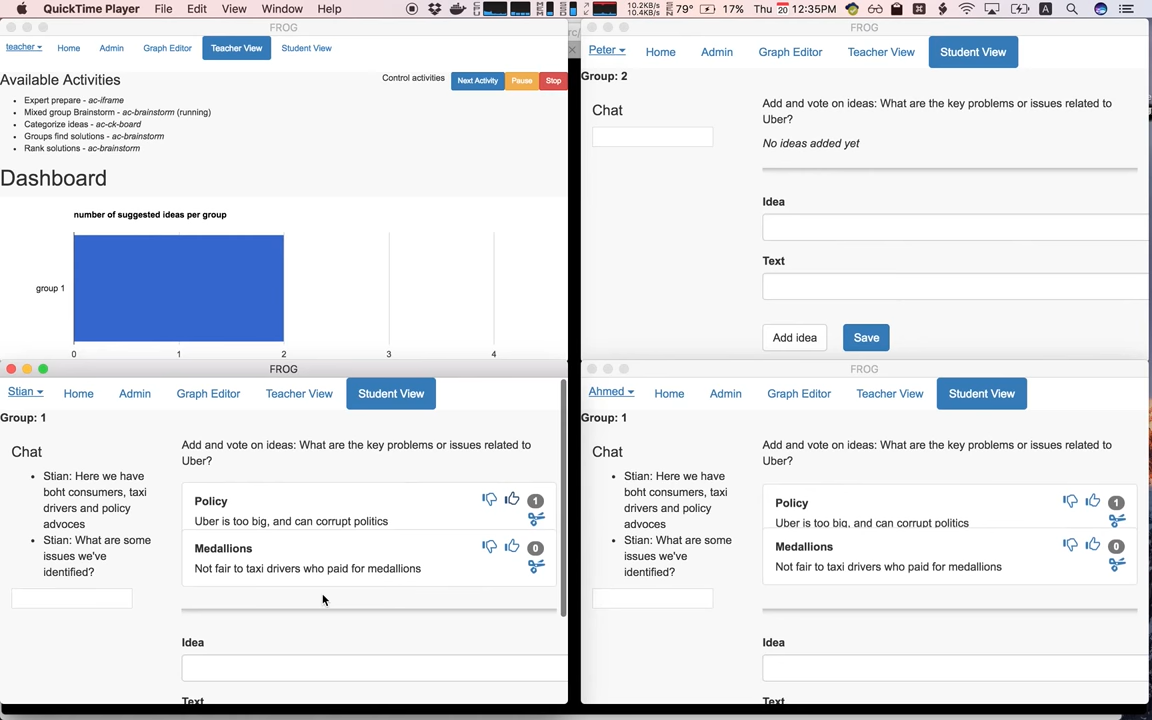 QuickTime Player File Edit View Window Help
10.2KB/s
10.4KB/s
79° 17% Thu 20 12:35PM
FROG
teacher Home Admin Graph Editor Teacher View Student View
Available Activities
Control activities Next Activity Pause Stop
Expert prepare - ac-iframe
Mixed group Brainstorm - ac-brainstorm (running)
Categorize ideas - ac-ck-board
Groups find solutions - ac-brainstorm
Rank solutions - ac-brainstorm
Dashboard
number of suggested ideas per group
group 1
0 1 2 3 4
FROG
Peter Home Admin Graph Editor Teacher View Student View
Group: 2
Chat
Add and vote on ideas: What are the key problems or issues related to
Uber?
No ideas added yet
Idea
Text
Add idea Save
FROG
Stian Home Admin Graph Editor Teacher View Student View
Group: 1
Chat
Stian: Here we have
boht consumers, taxi
drivers and policy
advoces
Stian: What are some
issues we've
identified?
Add and vote on ideas: What are the key problems or issues related to
Uber?
Policy 1
Uber is too big, and can corrupt politics
Medallions 0
Not fair to taxi drivers who paid for medallions
Idea
Text
FROG
Ahmed Home Admin Graph Editor Teacher View Student View
Group: 1
Chat
Stian: Here we have
boht consumers, taxi
drivers and policy
advoces
Stian: What are some
issues we've
identified?
Add and vote on ideas: What are the key problems or issues related to
Uber?
Policy 1
Uber is too big, and can corrupt politics
Medallions 0
Not fair to taxi drivers who paid for medallions
Idea
Text